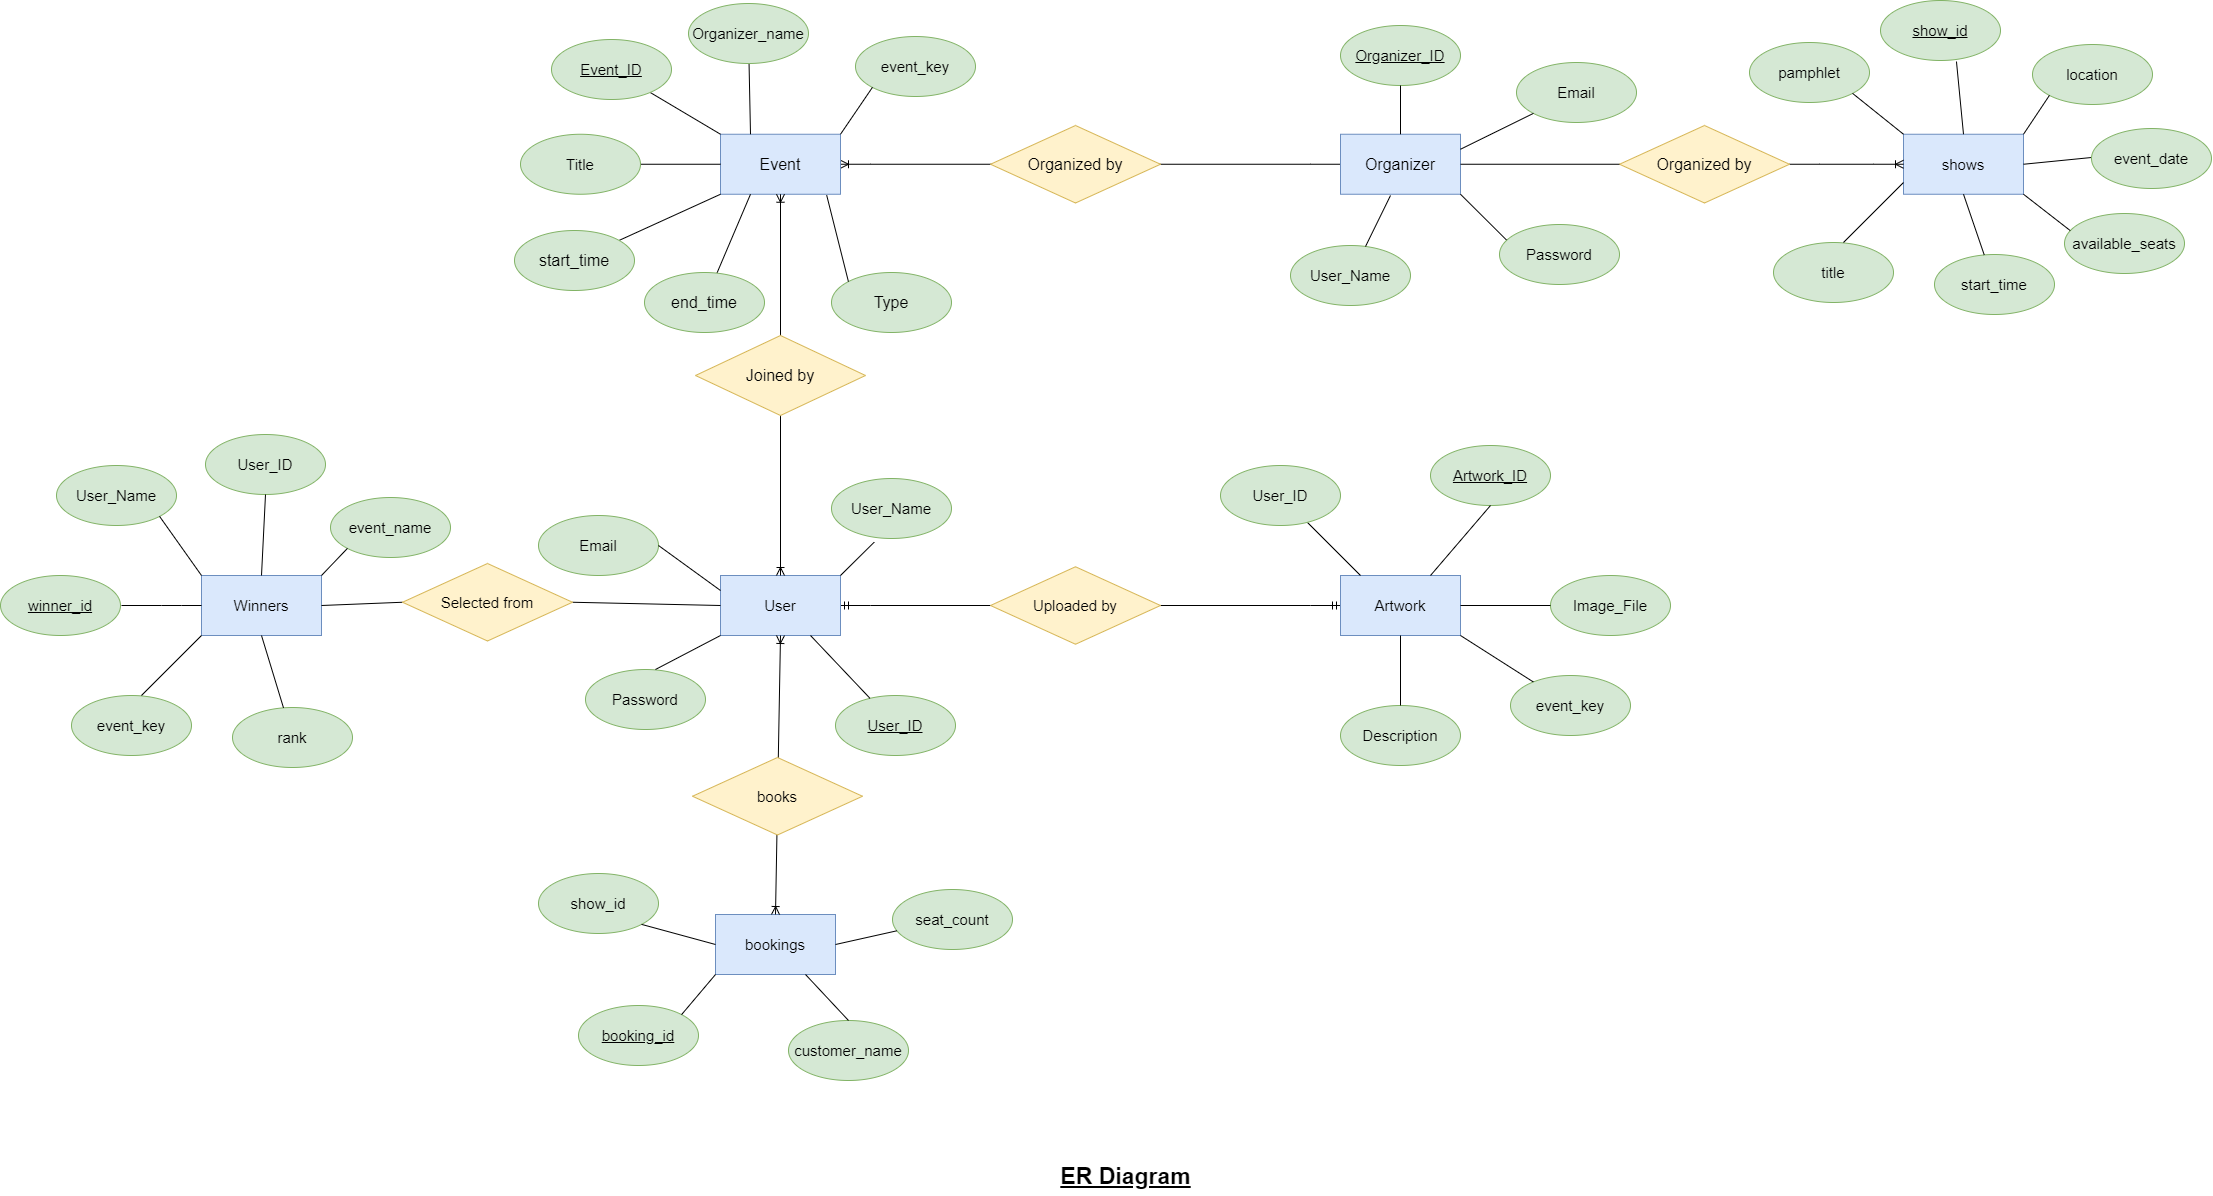 show_id
Organizer_name
Organizer_ID
Event_ID
event_key
pamphlet
location
Email
Title
Event
Organized by
Organizer
Organized by
shows
event_date
start_time
available_seats
Password
end_time
Type
User_Name
title
start_time
Joined by
User_ID
Artwork_ID
User_Name
User_ID
User_Name
event_name
Email
winner_id
Winners
Selected from
User
Uploaded by
Artwork
Image_File
Password
event_key
event_key
rank
User_ID
Description
books
show_id
seat_count
bookings
booking_id
customer_name
ER Diagram